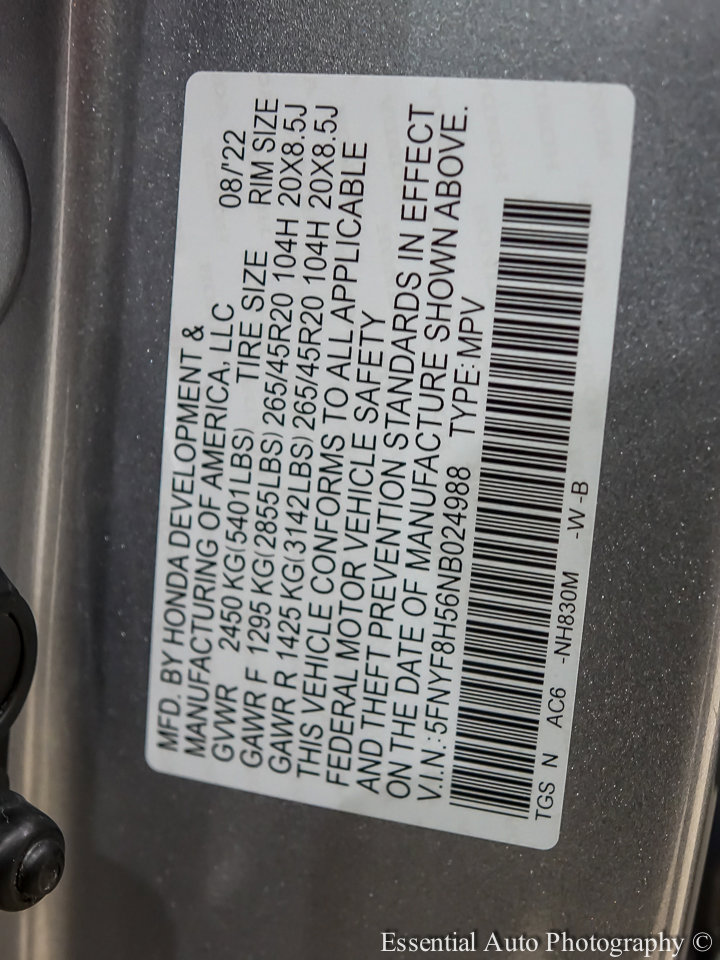 MFD. BY HONDA DEVELOPMENT &
MANUFACTURING OF AMERICA, LLC 08/'22
GVWR 2450 KG(5401LBS) TIRE SIZE RIM SIZE
GAWR F 1295 KG(2855LBS) 265/45R20 104H 20X8.5J
GAWR R 1425 KG(3142LBS) 265/45R20 104H 20X8.5J
THIS VEHICLE CONFORMS TO ALL APPLICABLE
FEDERAL MOTOR VEHICLE SAFETY
AND THEFT PREVENTION STANDARDS IN EFFECT
ON THE DATE OF MANUFACTURE SHOWN ABOVE.
V.I.N.:5FNYF8H56NB024988 TYPE:MPV
TGS N AC6 -NH830M -W -B
Essential Auto Photography ©